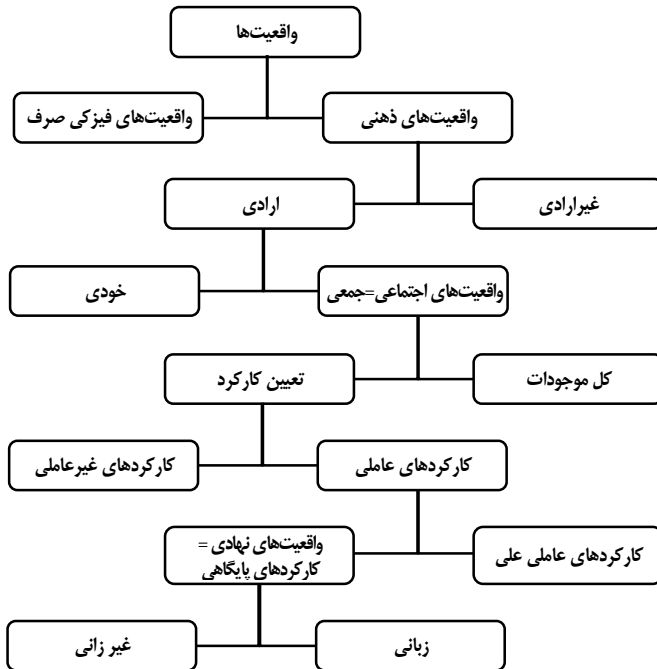 واقعیت‌ها
واقعیت‌های ذهنی
واقعیت‌های فیزکی صرف
غیرارادی
ارادی
واقعیت‌های اجتماعی=جمعی
خودی
کل موجودات
تعیین کارکرد
کارکردهای عاملی
کارکردهای غیرعاملی
کارکردهای عاملی علی
واقعیت‌های نهادی =
کارکردهای پایگاهی
زبانی
غیر زانی